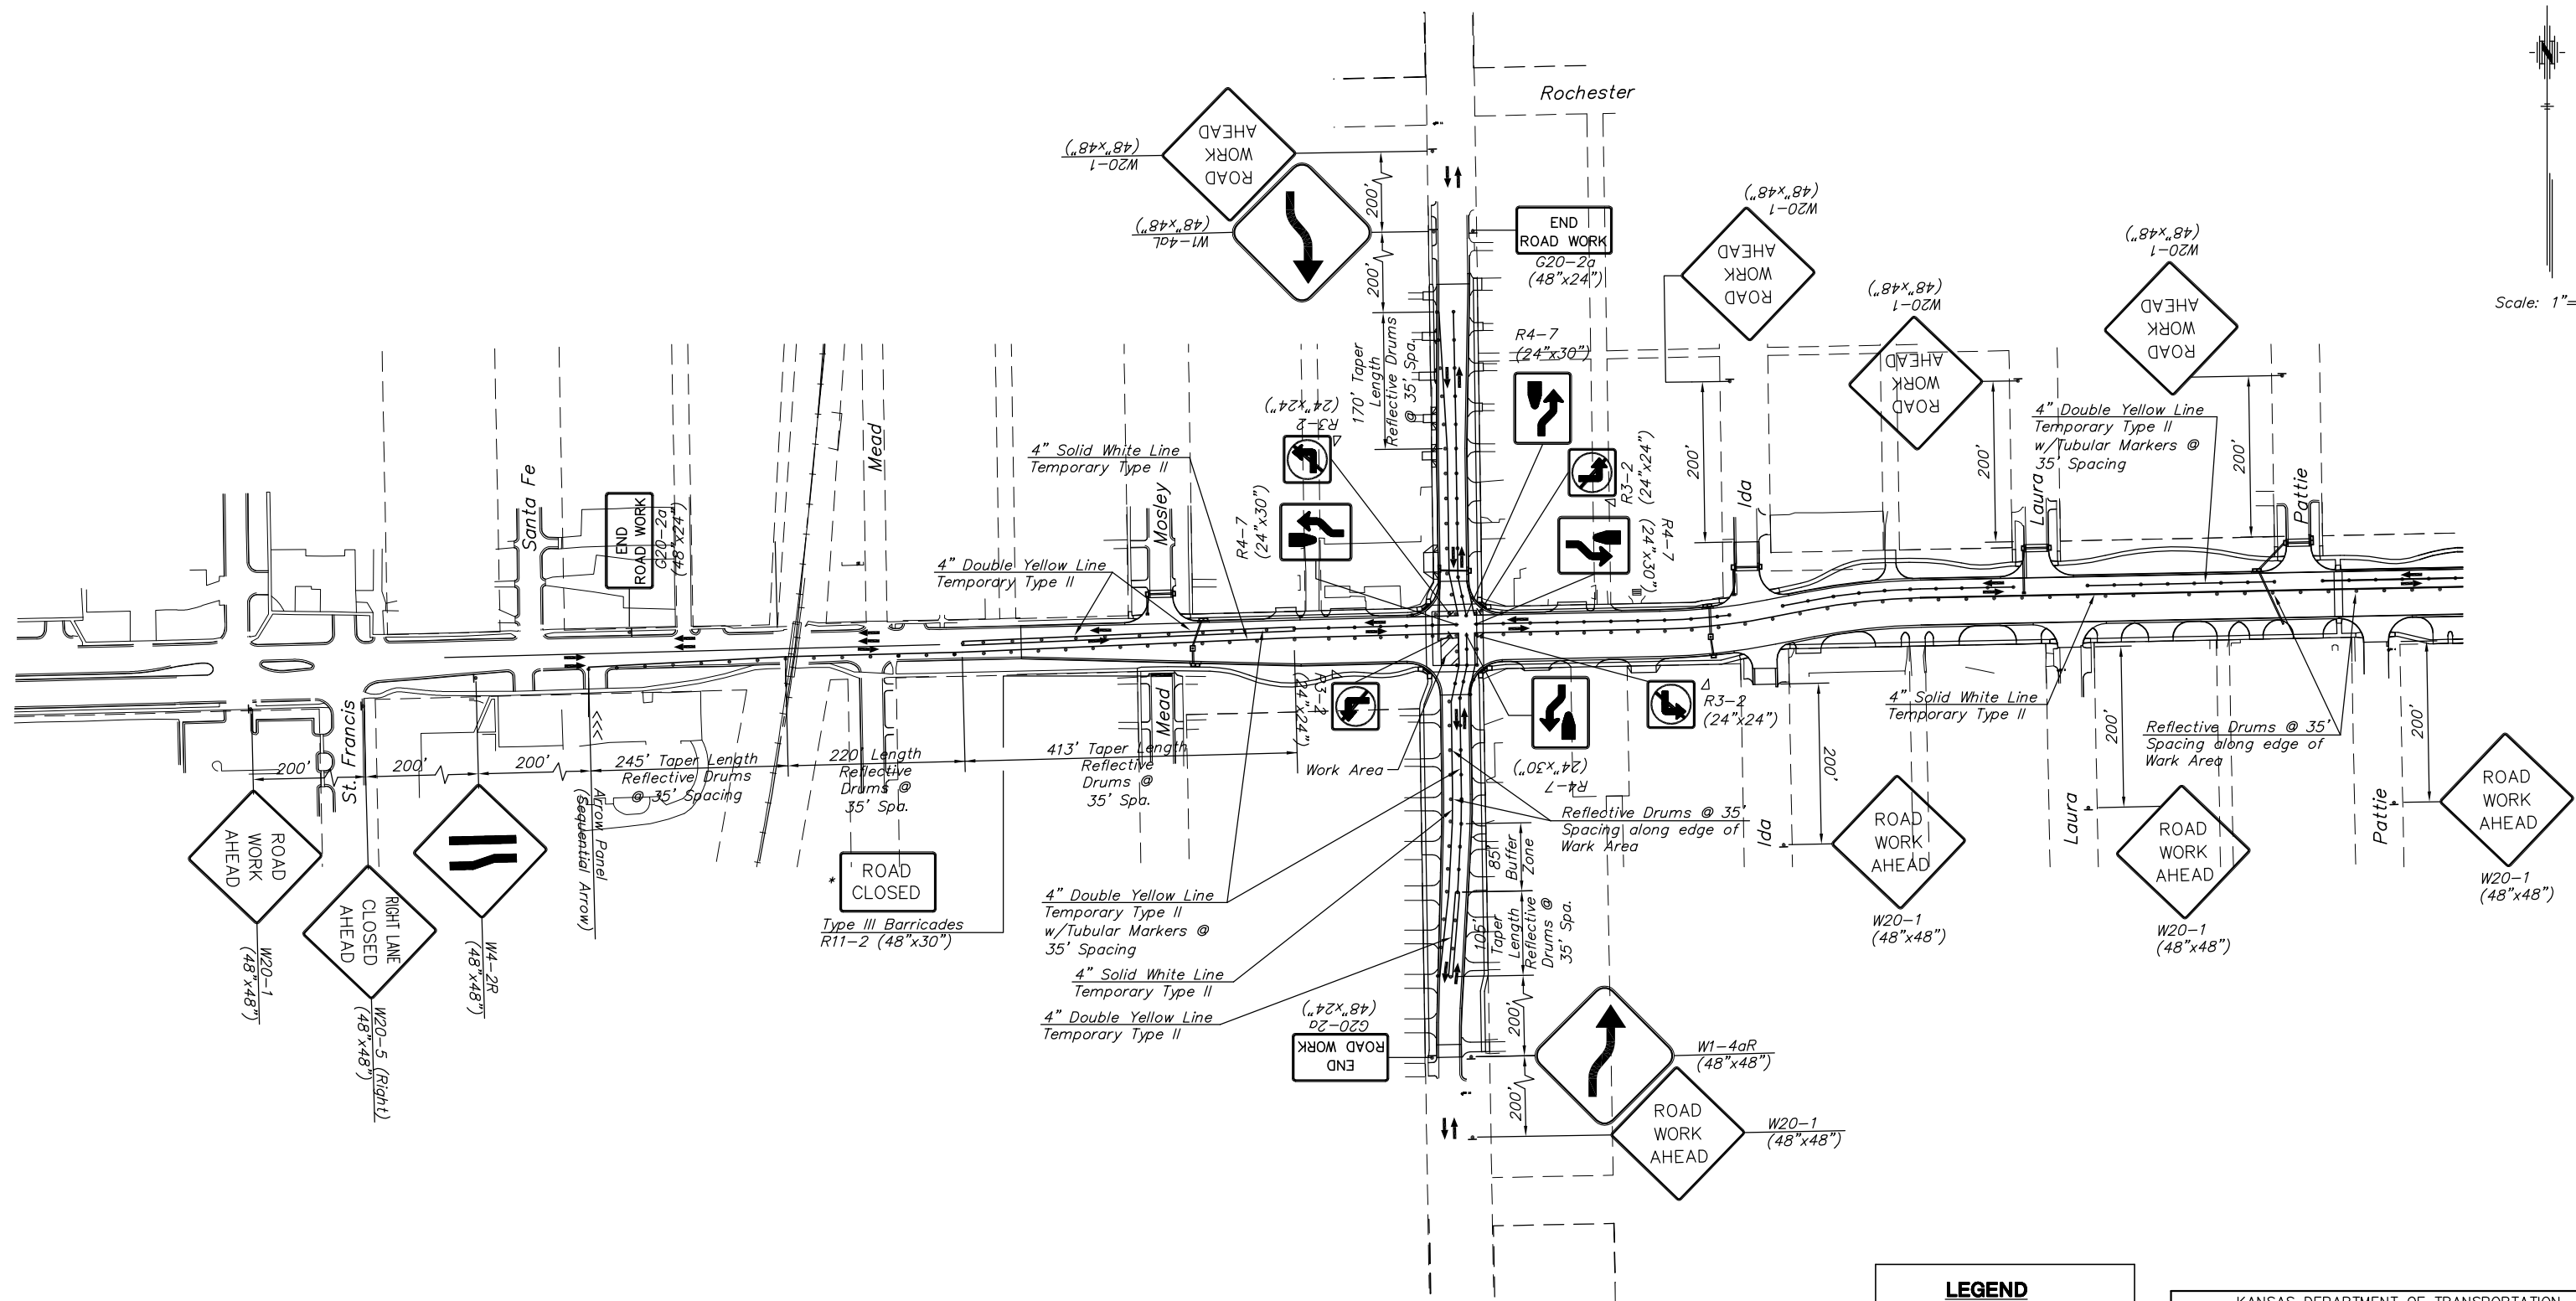 N
Scale: 1"=
Rochester
ROAD
WORK
AHEAD
W20-1
(48"x48")
W1-4aL
(48"x48")
200'
200'
END
ROAD WORK
G20-2a
(48"x24")
170' Taper
Length
Reflective Drums
@ 35' Spa.
R4-7
(24"x30")
R3-2
(24"x24")
R4-7
(24"x30")
R3-2
(24"x24")
R4-7
(24"x30")
ROAD
WORK
AHEAD
W20-1
(48"x48")
200'
Ida
ROAD
WORK
AHEAD
W20-1
(48"x48")
200'
Laura
ROAD
WORK
AHEAD
W20-1
(48"x48")
200'
Pattie
4" Double Yellow Line
Temporary Type II
w/Tubular Markers @
35' Spacing
Santa Fe
END
ROAD WORK
G20-2a
(48"x24")
Mead
4" Solid White Line
Temporary Type II
4" Double Yellow Line
Temporary Type II
Mosley
St. Francis
200'
200'
200'
<<<
245' Taper Length
Reflective Drums
@ 35' Spacing
220' Length
Reflective
Drums @
35' Spa.
413' Taper Length
Reflective
Drums @
35' Spa.
Mead
R3-2
(24"x24")
Work Area
R4-7
(24"x30")
R3-2
(24"x24")
Arrow Panel
(Sequential Arrow)
ROAD
WORK
AHEAD
W20-1
(48"x48")
RIGHT LANE
CLOSED
AHEAD
W20-5 (Right)
(48"x48")
W4-2R
(48"x48")
*
ROAD
CLOSED
Type III Barricades
R11-2 (48"x30")
4" Double Yellow Line
Temporary Type II
w/Tubular Markers @
35' Spacing
4" Solid White Line
Temporary Type II
4" Double Yellow Line
Temporary Type II
Reflective Drums @ 35'
Spacing along edge of
Wark Area
85'
Buffer
Zone
105'
Taper
Length
Reflective
Drums @
35' Spa.
200'
200'
END
ROAD WORK
G20-2a
(48"x24")
W1-4aR
(48"x48")
ROAD
WORK
AHEAD
W20-1
(48"x48")
4" Solid White Line
Temporary Type II
Reflective Drums @ 35'
Spacing along edge of
Wark Area
200'
Ida
ROAD
WORK
AHEAD
W20-1
(48"x48")
200'
Laura
ROAD
WORK
AHEAD
W20-1
(48"x48")
200'
Pattie
ROAD
WORK
AHEAD
W20-1
(48"x48")
LEGEND
KANSAS DEPARTMENT OF TRANSPORTATION